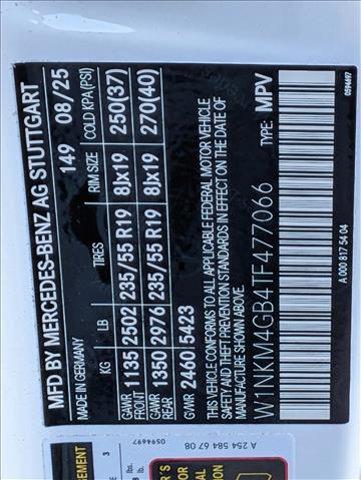 MFD BY MERCEDES-BENZ AG STUTTGART
MADE IN GERMANY 149 08/25
KG LB TIRES RIM SIZE COLD KPA(PSI)
GAWR FRONT 1135 2502 235/55 R19 8Jx19 250(37)
GAWR REAR 1350 2976 235/55 R19 8Jx19 270(40)
GVWR 2460 5423
THIS VEHICLE CONFORMS TO ALL APPLICABLE FEDERAL MOTOR VEHICLE
SAFETY AND THEFT PREVENTION STANDARDS IN EFFECT ON THE DATE OF
MANUFACTURE SHOWN ABOVE.
W1NKM4GB4TF477066 TYPE: MPV
A 000 817 54 04
0594697
A 254 584 67 08
0594697